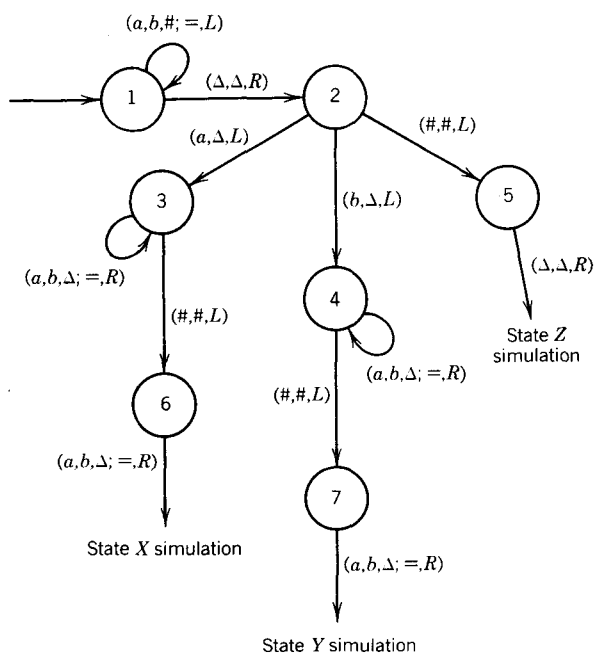 (a,b,#; =,L)
1
(Δ,Δ,R)
2
(a,Δ,L)
(#,#,L)
3
(b,Δ,L)
5
(a,b,Δ; =,R)
4
(Δ,Δ,R)
(#,#,L)
State Z
simulation
(a,b,Δ; =,R)
6
(#,#,L)
(a,b,Δ; =,R)
7
State X simulation
(a,b,Δ; =,R)
State Y simulation